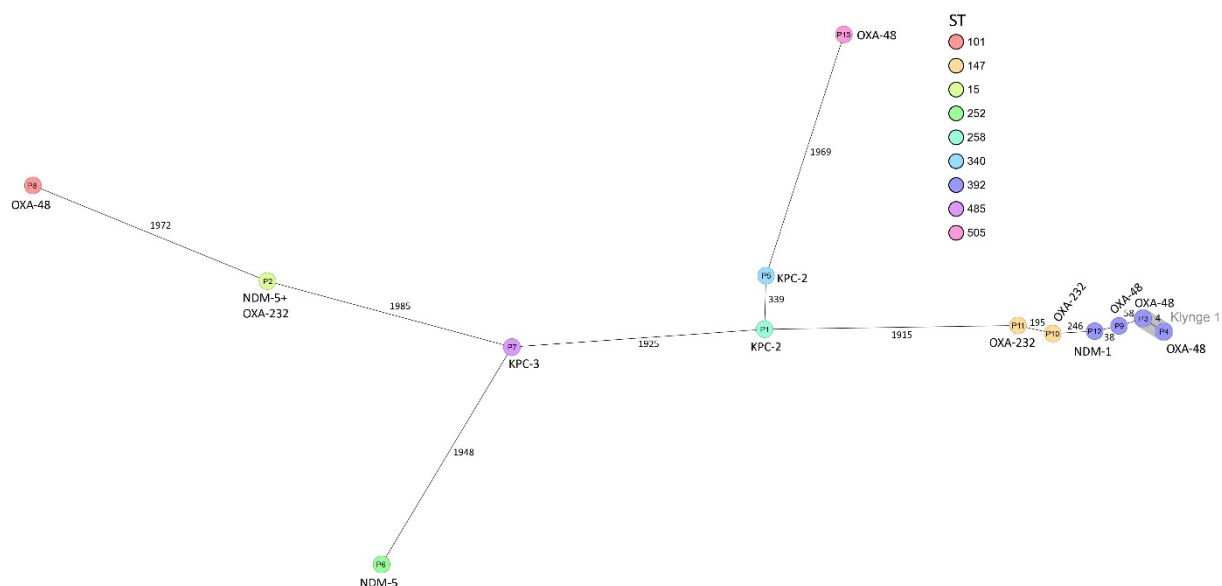 ST
101
147
15
252
258
340
392
485
505
P13 OXA-48
1969
P8
OXA-48
1972
P2
NDM-5+
OXA-232
1985
P7
KPC-3
1925
P5 KPC-2
339
P1
KPC-2
1915
P11
OXA-232
195
P10
OXA-232
246
P12
NDM-1
38
P9
OXA-48
58
P3
OXA-48
4
Klynge 1
P4
OXA-48
1948
P6
NDM-5